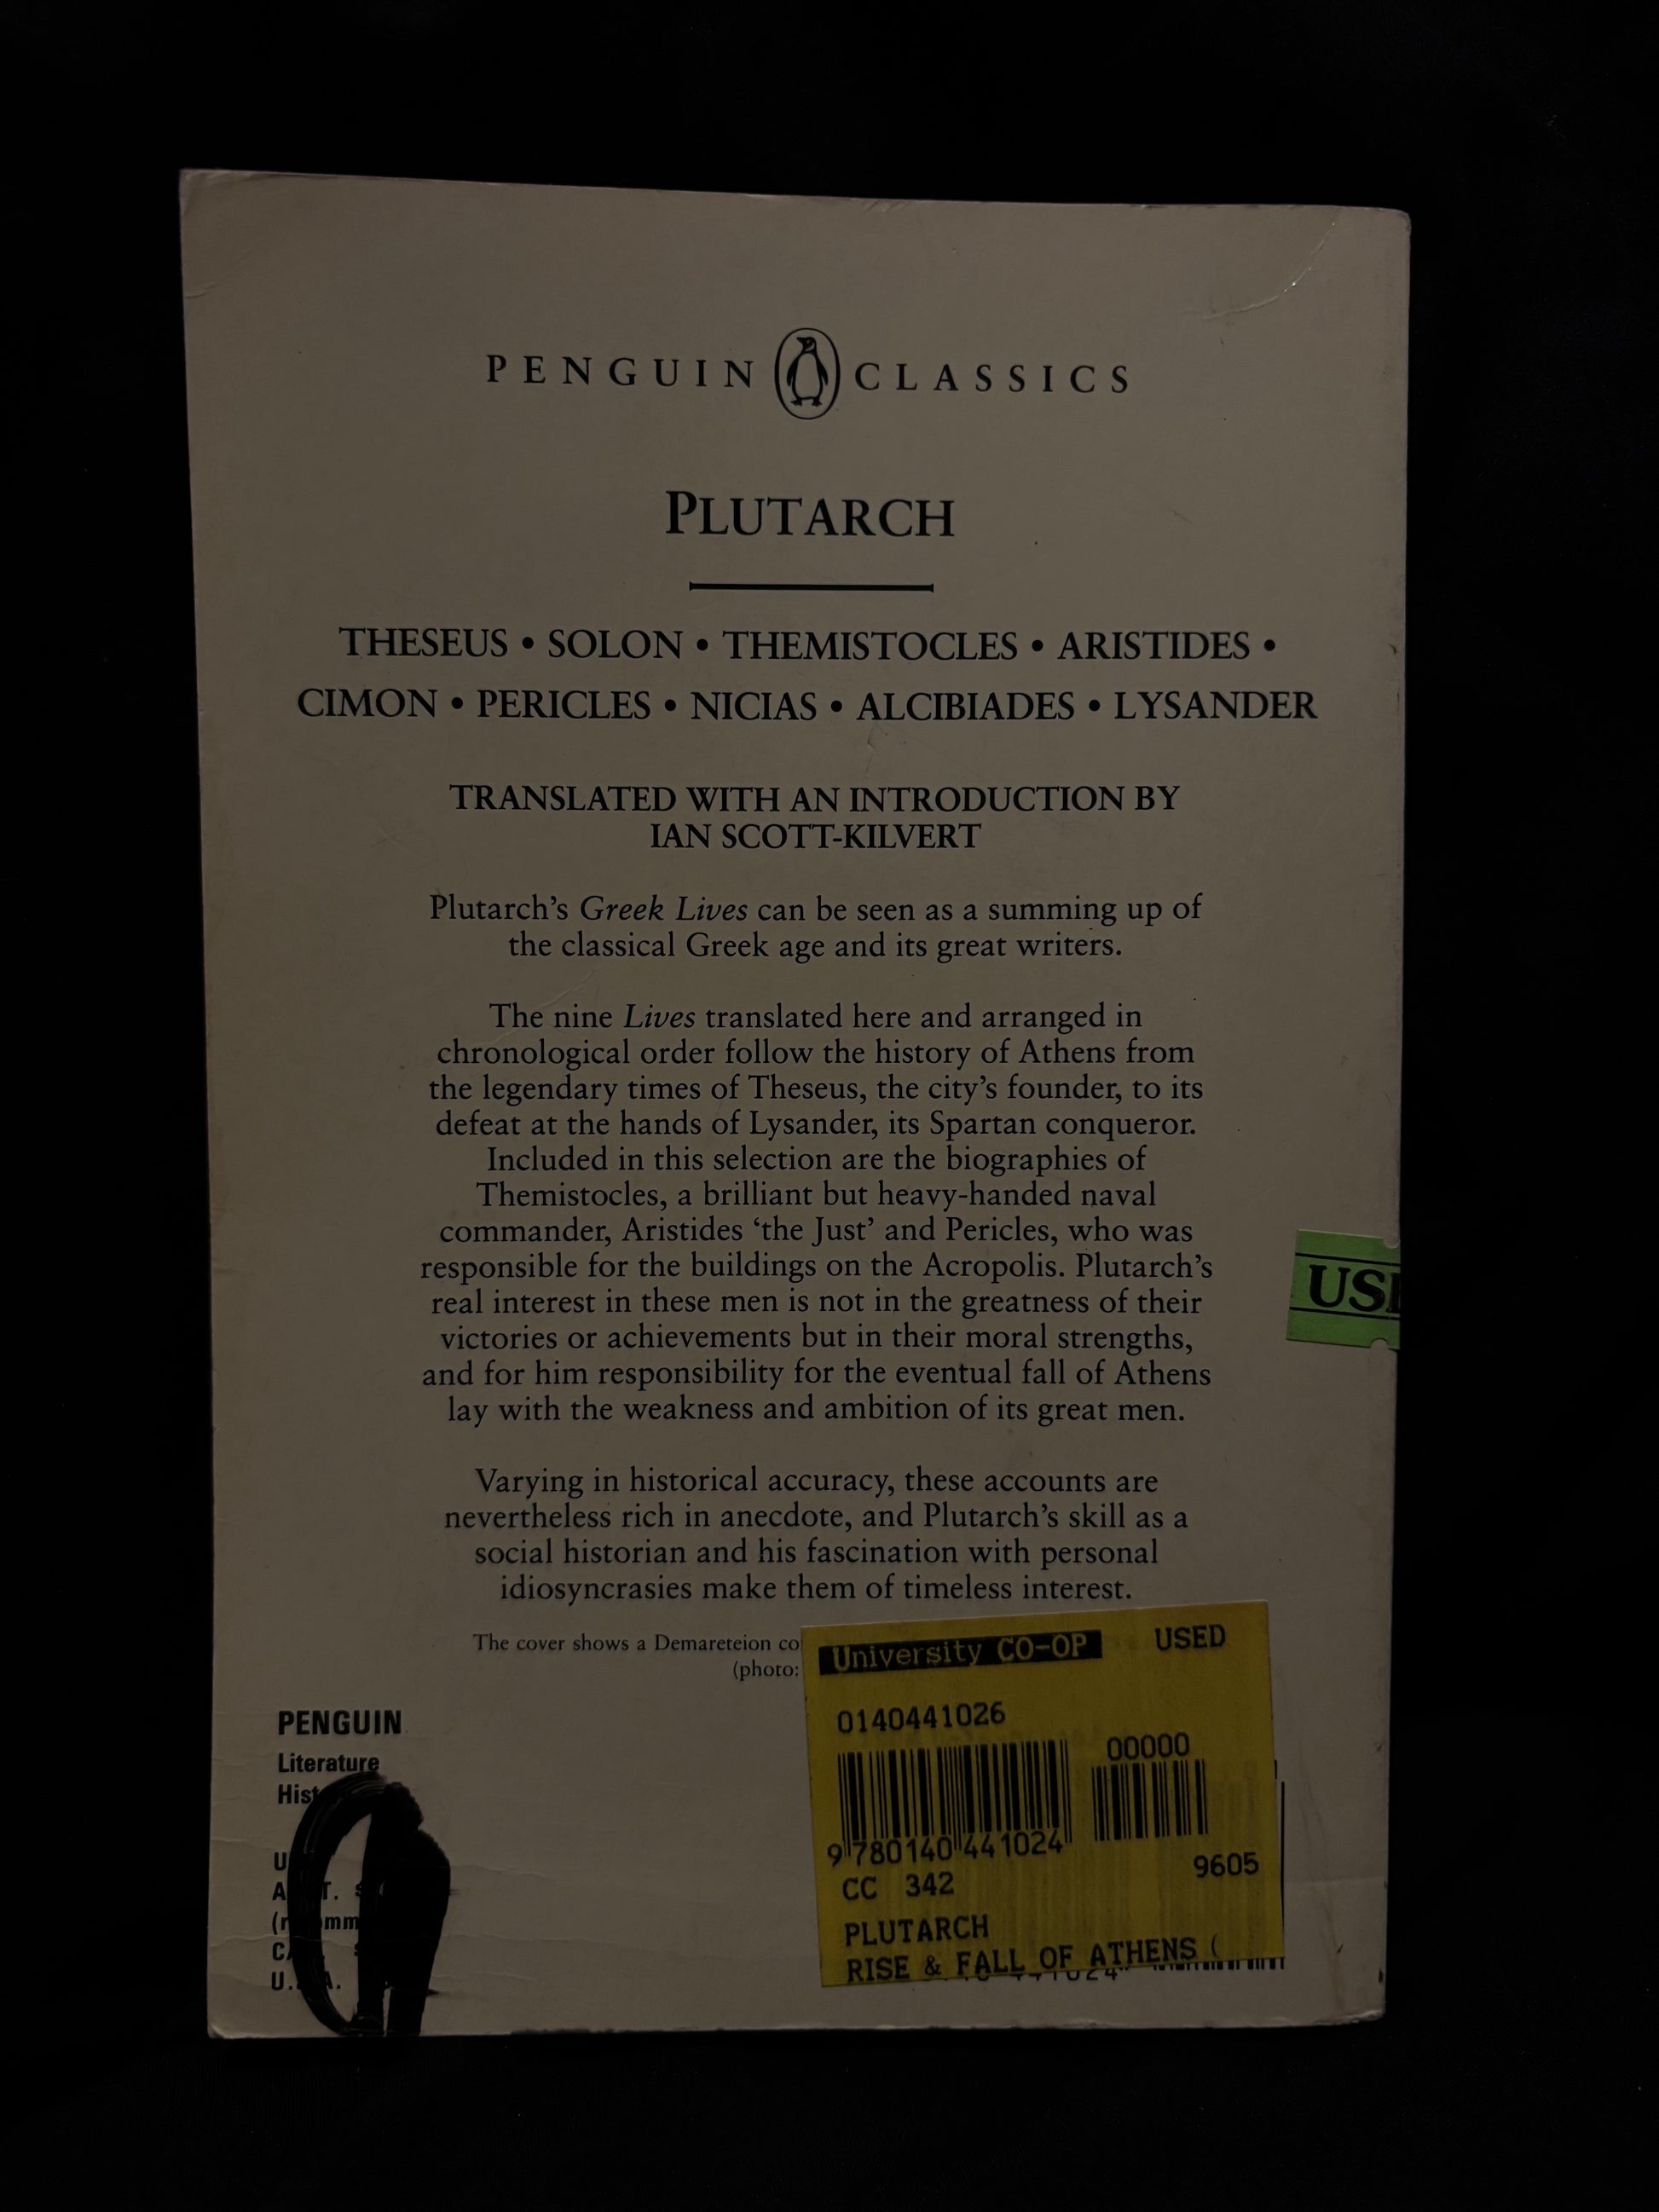 PENGUIN CLASSICS
PLUTARCH
THESEUS • SOLON • THEMISTOCLES • ARISTIDES •
CIMON • PERICLES • NICIAS • ALCIBIADES • LYSANDER
TRANSLATED WITH AN INTRODUCTION BY
IAN SCOTT-KILVERT
Plutarch's Greek Lives can be seen as a summing up of
the classical Greek age and its great writers.
The nine Lives translated here and arranged in
chronological order follow the history of Athens from
the legendary times of Theseus, the city's founder, to its
defeat at the hands of Lysander, its Spartan conqueror.
Included in this selection are the biographies of
Themistocles, a brilliant but heavy-handed naval
commander, Aristides 'the Just' and Pericles, who was
responsible for the buildings on the Acropolis. Plutarch's
real interest in these men is not in the greatness of their
victories or achievements but in their moral strengths,
and for him responsibility for the eventual fall of Athens
lay with the weakness and ambition of its great men.
Varying in historical accuracy, these accounts are
nevertheless rich in anecdote, and Plutarch's skill as a
social historian and his fascination with personal
idiosyncrasies make them of timeless interest.
The cover shows a Demareteion co
(photo:
PENGUIN
Literature
University CO-OP USED
0140441026
00000
9 780140 441024
9605
CC 342
PLUTARCH
RISE & FALL OF ATHENS (